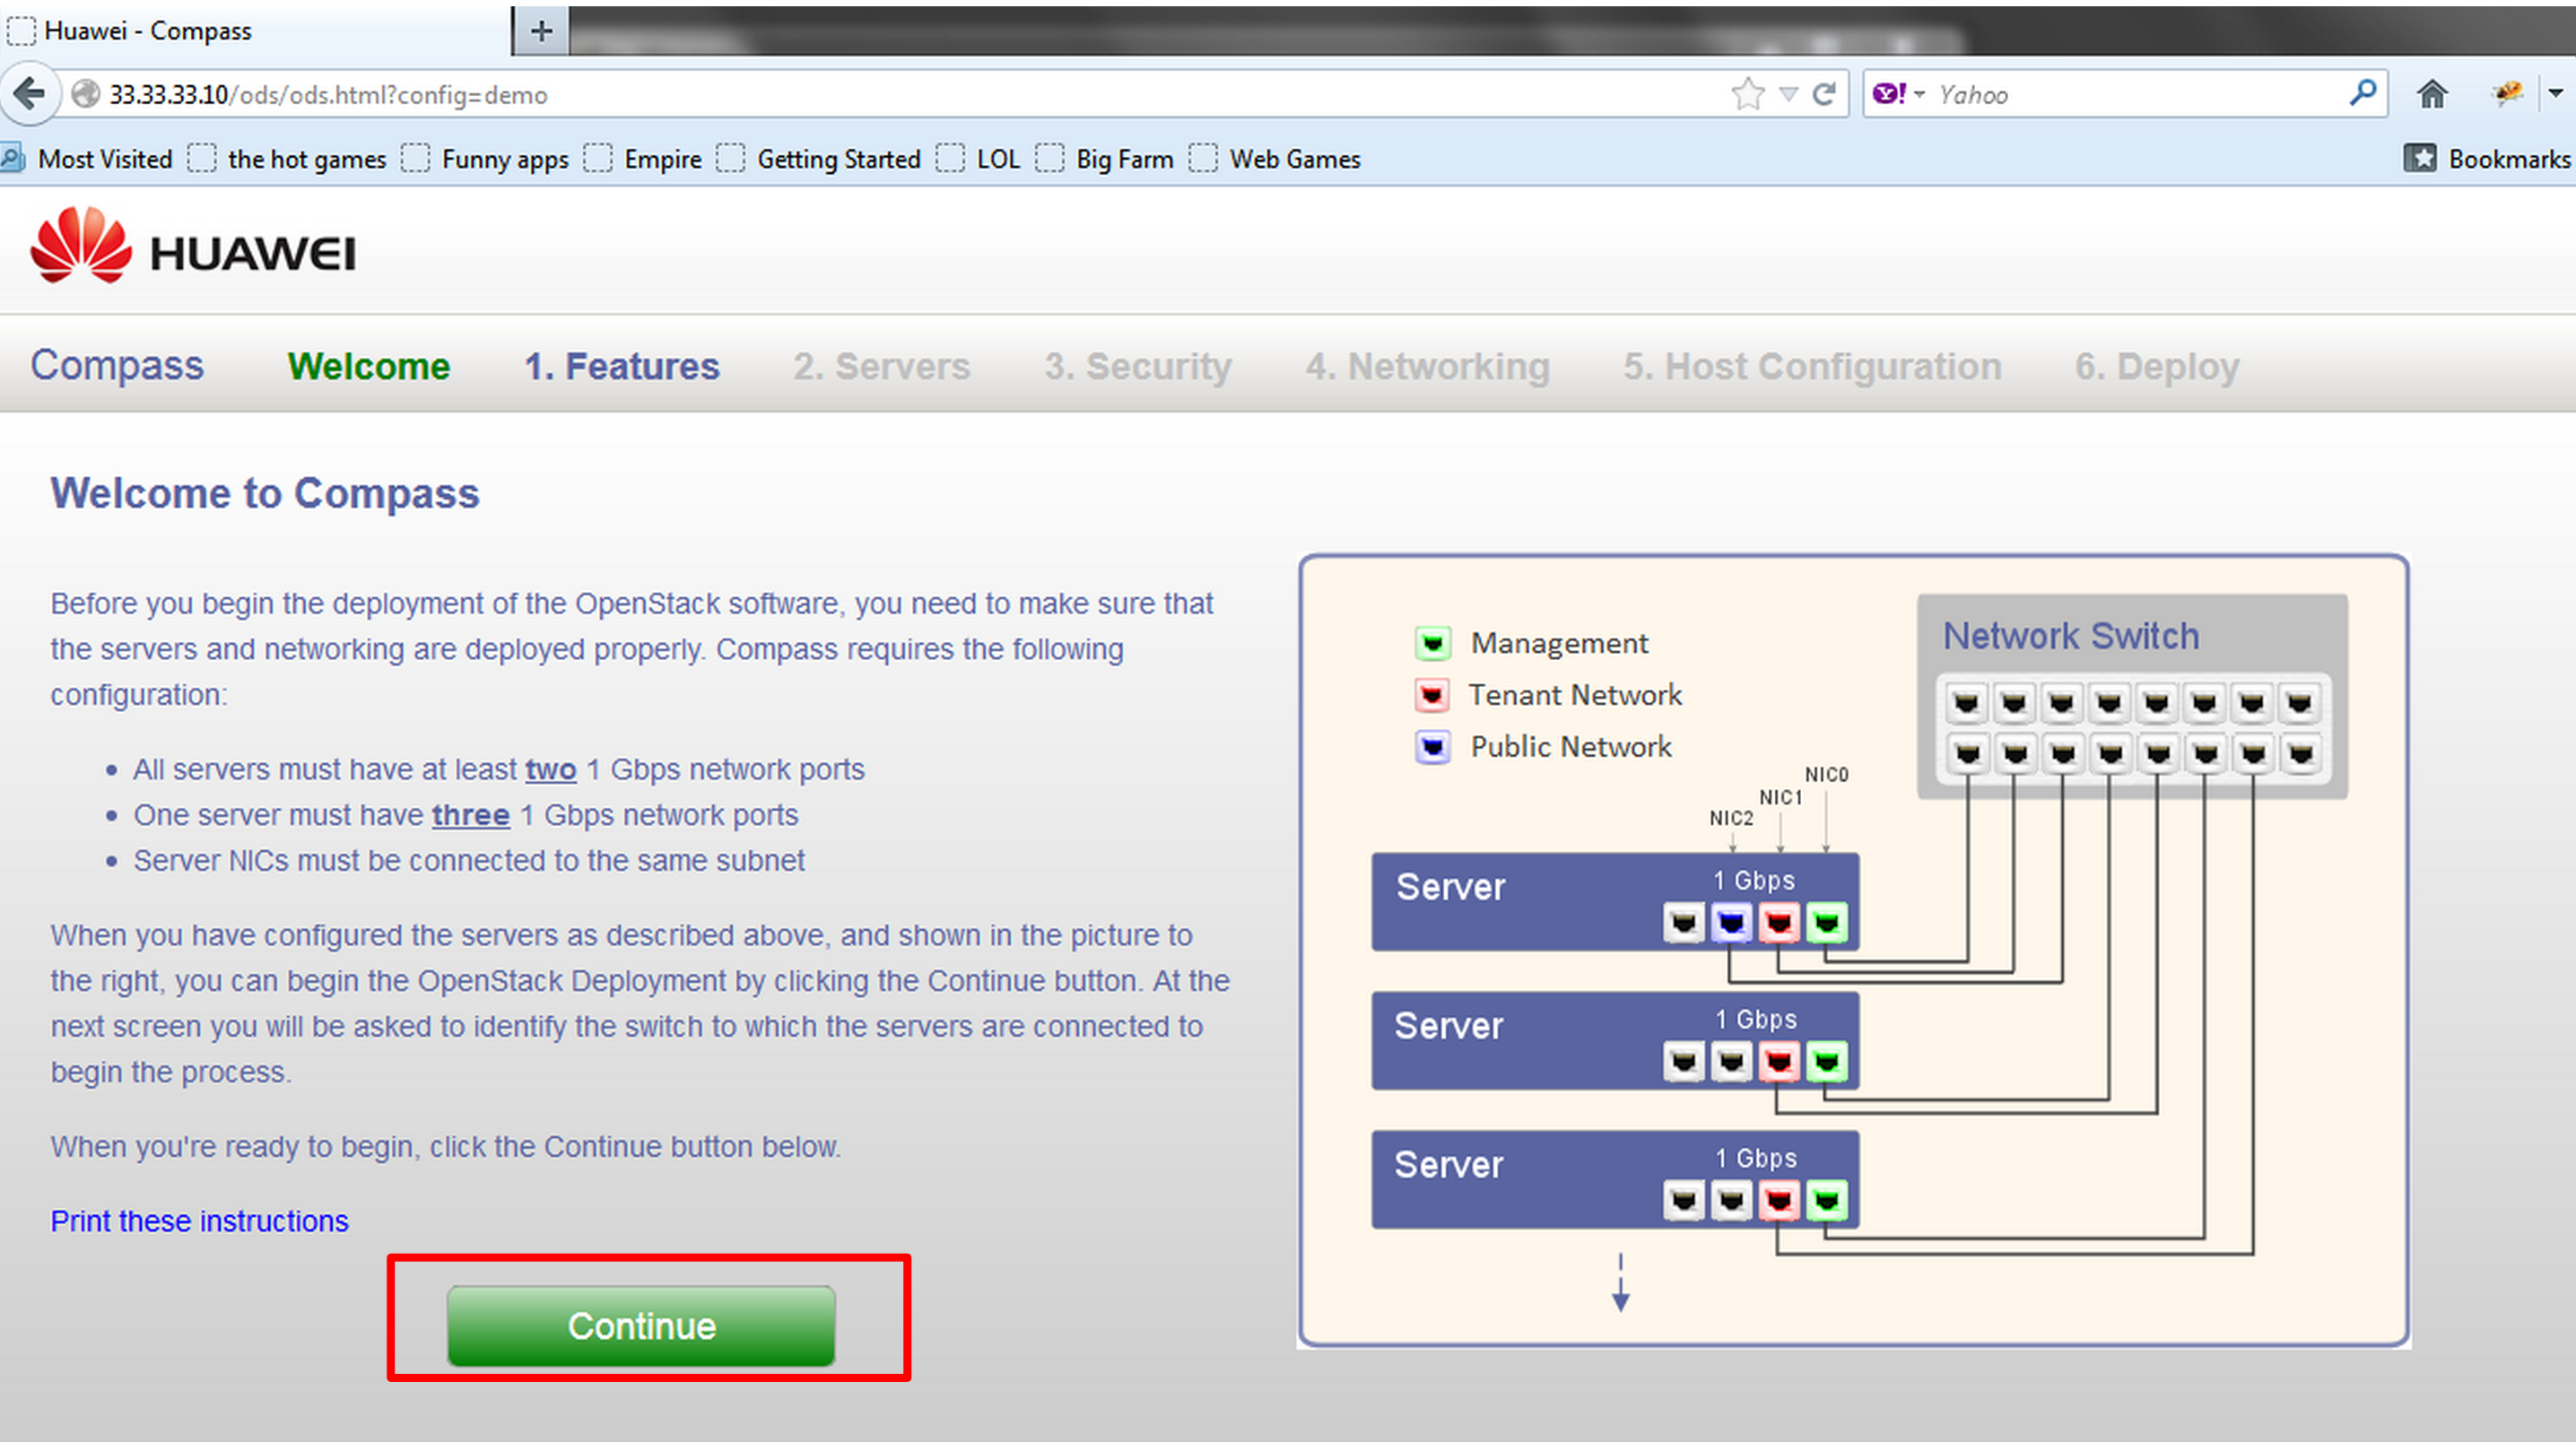 Huawei - Compass
+
33.33.33.10/ods/ods.html?config=demo
Y! Yahoo
Most Visited the hot games Funny apps Empire Getting Started LOL Big Farm Web Games Bookmarks
HUAWEI
Compass Welcome 1. Features 2. Servers 3. Security 4. Networking 5. Host Configuration 6. Deploy
Welcome to Compass
Before you begin the deployment of the OpenStack software, you need to make sure that
the servers and networking are deployed properly. Compass requires the following
configuration:
• All servers must have at least two 1 Gbps network ports
• One server must have three 1 Gbps network ports
• Server NICs must be connected to the same subnet
When you have configured the servers as described above, and shown in the picture to
the right, you can begin the OpenStack Deployment by clicking the Continue button. At the
next screen you will be asked to identify the switch to which the servers are connected to
begin the process.
When you're ready to begin, click the Continue button below.
Print these instructions
Continue
Management
Tenant Network
Public Network
Network Switch
NIC0
NIC1
NIC2
Server 1 Gbps
Server 1 Gbps
Server 1 Gbps